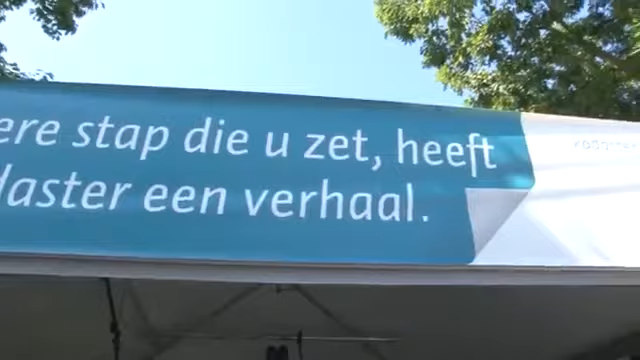 ere stap die u zet, heeft
laster een verhaal.